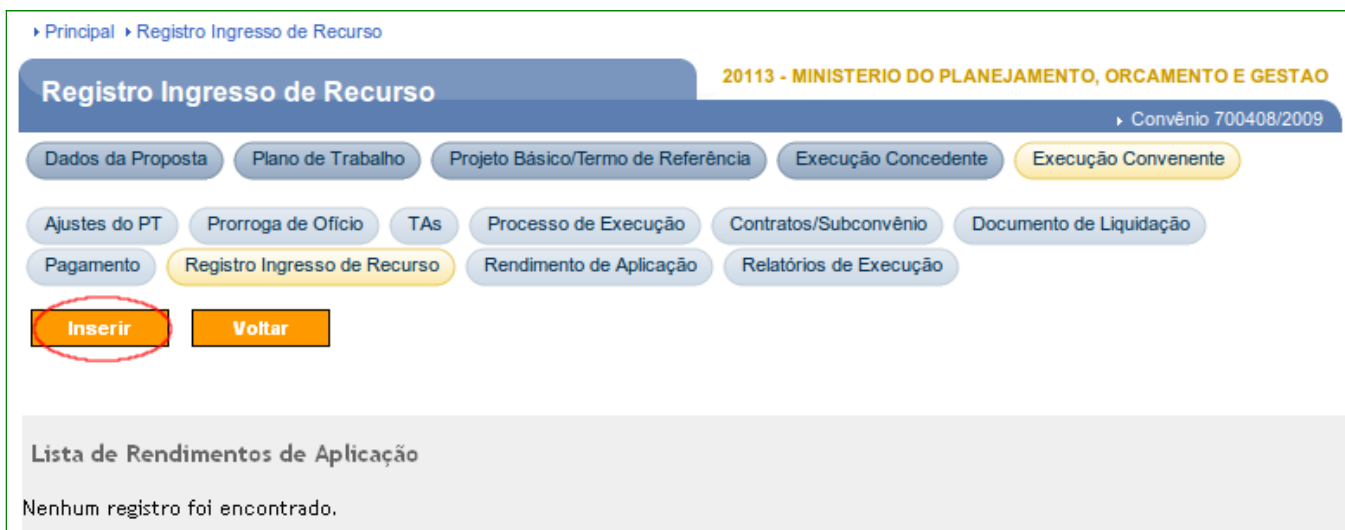 Principal Registro Ingresso de Recurso
20113 - MINISTERIO DO PLANEJAMENTO, ORCAMENTO E GESTAO
Registro Ingresso de Recurso
Convênio 700408/2009
Dados da Proposta Plano de Trabalho Projeto Básico/Termo de Referência Execução Concedente Execução Convenente
Ajustes do PT Prorroga de Ofício TAs Processo de Execução Contratos/Subconvênio Documento de Liquidação
Pagamento Registro Ingresso de Recurso Rendimento de Aplicação Relatórios de Execução
Inserir Voltar
Lista de Rendimentos de Aplicação
Nenhum registro foi encontrado.